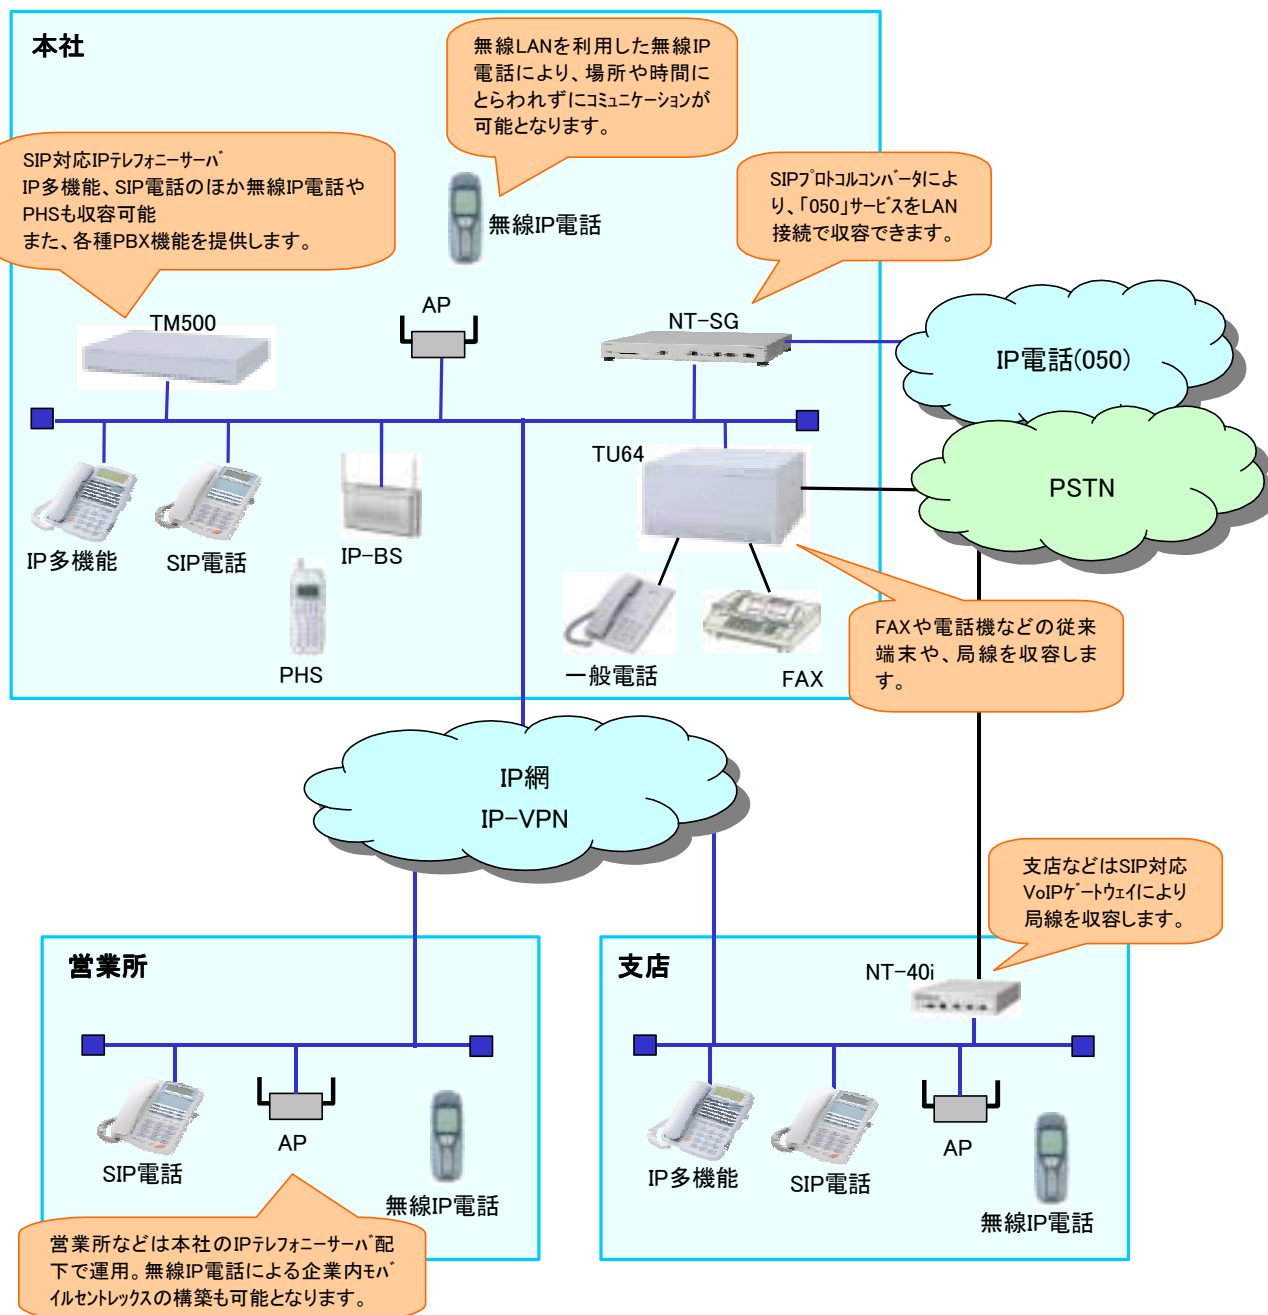 本社
無線LANを利用した無線IP
電話により、場所や時間に
とらわれずにｺﾐｭﾆｹｰｼｮﾝが
可能となります。
SIP対応IPﾃﾚﾌｫﾆｰｻｰﾊﾞ
IP多機能、SIP電話のほか無線IP電話や
PHSも収容可能
また、各種PBX機能を提供します。
SIPﾌﾟﾛﾄｺﾙｺﾝﾊﾞｰﾀによ
り、｢050｣ｻｰﾋﾞｽをLAN
接続で収容できます。
無線IP電話
AP
TM500
NT-SG
IP電話(050)
TU64
PSTN
IP多機能
SIP電話
IP-BS
PHS
一般電話
FAX
FAXや電話機などの従来
端末や、局線を収容しま
す。
IP網
IP-VPN
支店などはSIP対応
VoIPｹﾞｰﾄｳｪｲにより
局線を収容します。
営業所
SIP電話
AP
無線IP電話
営業所などは本社のIPﾃﾚﾌｫﾆｰｻｰﾊﾞ配
下で運用。無線IP電話による企業内ﾓﾊﾞ
ｲﾙｾﾝﾄﾚｯｸｽの構築も可能となります。
支店
NT-40i
IP多機能
SIP電話
AP
無線IP電話